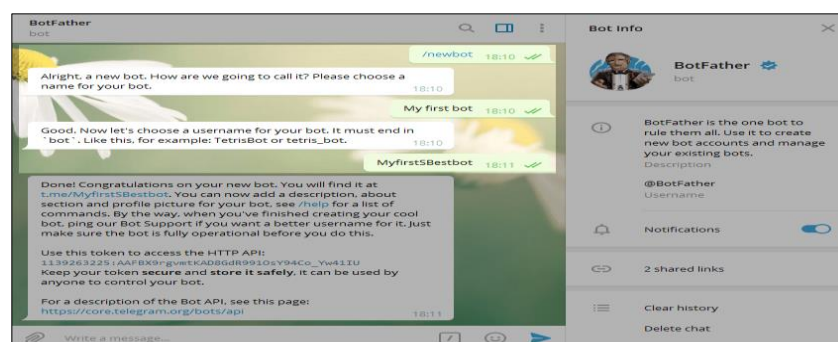 BotFather
bot
/newbot 18:10
Alright, a new bot. How are we going to call it? Please choose a
name for your bot. 18:10
My first bot 18:10
Good. Now let's choose a username for your bot. It must end in
`bot`. Like this, for example: TetrisBot or tetris_bot. 18:10
MyfirstSBestbot 18:11
Done! Congratulations on your new bot. You will find it at
t.me/MyfirstSBestbot. You can now add a description, about
section and profile picture for your bot, see /help for a list of
commands. By the way, when you've finished creating your cool
bot, ping our Bot Support if you want a better username for it. Just
make sure the bot is fully operational before you do this.
Use this token to access the HTTP API:
Keep your token secure and store it safely, it can be used by
anyone to control your bot.
For a description of the Bot API, see this page:
https://core.telegram.org/bots/api 18:11
Write a message...
Bot Info
BotFather
bot
BotFather is the one bot to
rule them all. Use it to create
new bot accounts and manage
your existing bots.
Description
@BotFather
Username
Notifications
2 shared links
Clear history
Delete chat